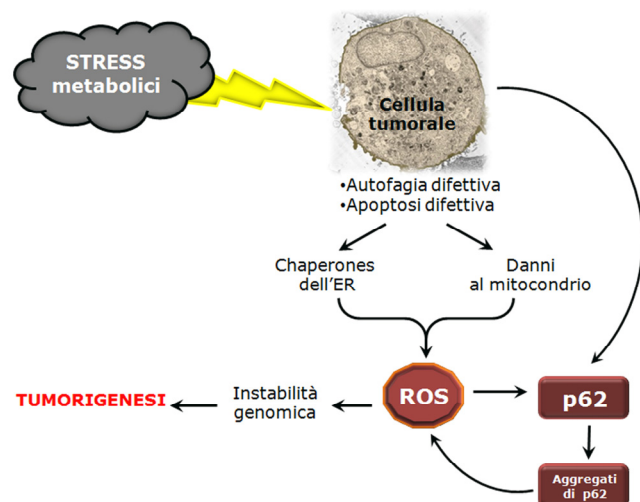 STRESS
metabolici
Cellula
tumorale
•Autofagia difettiva
•Apoptosi difettiva
Chaperones
dell'ER
Danni
al mitocondrio
TUMORIGENESI
Instabilità
genomica
ROS
p62
Aggregati
di p62